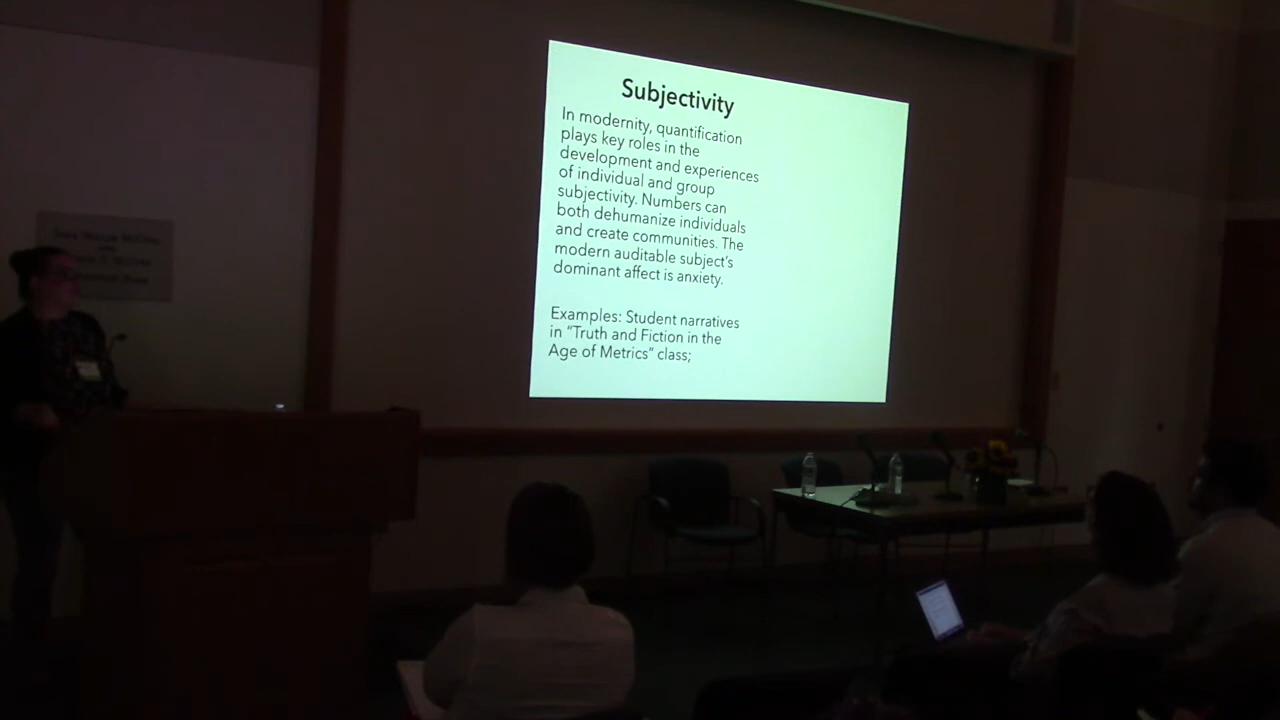 Subjectivity
In modernity, quantification
plays key roles in the
development and experiences
of individual and group
subjectivity. Numbers can
both dehumanize individuals
and create communities. The
modern auditable subject's
dominant affect is anxiety.
Examples: Student narratives
in “Truth and Fiction in the
Age of Metrics” class;